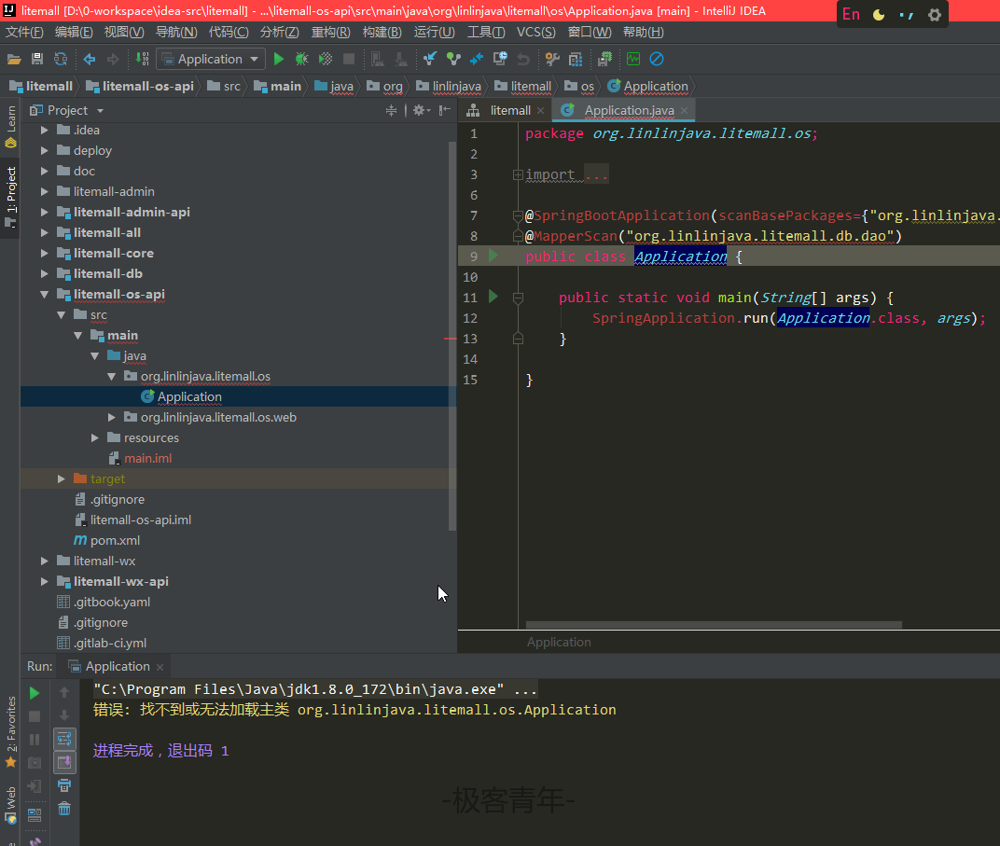 litemall [D:\0-workspace\idea-src\litemall] - ...\litemall-os-api\src\main\java\org\linlinjava\litemall\os\Application.java [main] - IntelliJ IDEA
En
文件(F) 编辑(E) 视图(V) 导航(N) 代码(C) 分析(Z) 重构(R) 构建(B) 运行(U) 工具(T) VCS(S) 窗口(W) 帮助(H)
Application
litemall litemall-os-api src main java org linlinjava litemall os Application
Learn
1: Project
2: Favorites
Web
Project
.idea
deploy
doc
litemall-admin
litemall-admin-api
litemall-all
litemall-core
litemall-db
litemall-os-api
src
main
java
org.linlinjava.litemall.os
Application
org.linlinjava.litemall.os.web
resources
main.iml
target
.gitignore
litemall-os-api.iml
pom.xml
litemall-wx
litemall-wx-api
.gitbook.yaml
.gitignore
.gitlab-ci.yml
litemall Application.java
1 package org.linlinjava.litemall.os;
2
3 import ...
6
7 @SpringBootApplication(scanBasePackages={"org.linlinjava.
8 @MapperScan("org.linlinjava.litemall.db.dao")
9 public class Application {
10
11 public static void main(String[] args) {
12 SpringApplication.run(Application.class, args);
13 }
14
15 }
Application
Run: Application
"C:\Program Files\Java\jdk1.8.0_172\bin\java.exe" ...
错误: 找不到或无法加载主类 org.linlinjava.litemall.os.Application
进程完成，退出码 1
-极客青年-